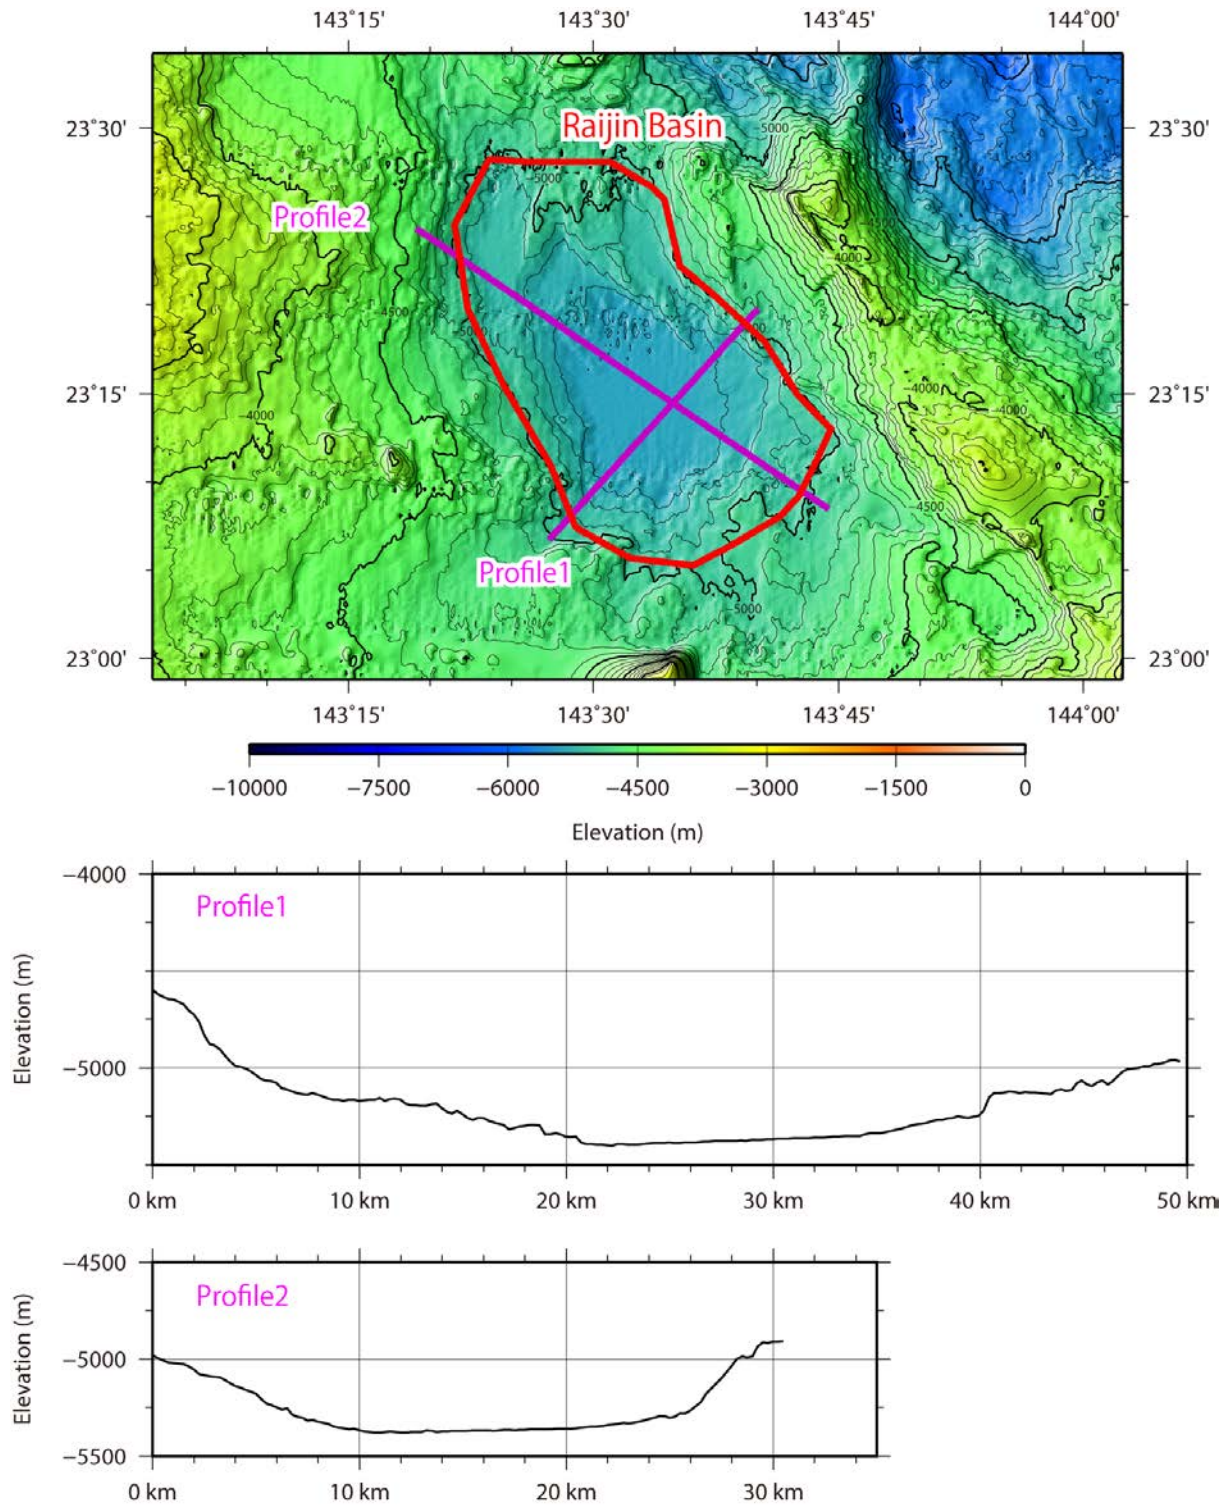 143°15' 143°30' 143°45' 144°00'
23°30' 23°30'
Raijin Basin
5000
-5000
Profile2
-4000
-4500
23°15' 23°15'
-4000
-4000
-4000
-4500
Profile1
-5000
23°00' 23°00'
143°15' 143°30' 143°45' 144°00'
−10000 −7500 −6000 −4500 −3000 −1500 0
Elevation (m)
−4000
Profile1
Elevation (m)
−5000
0 km 10 km 20 km 30 km 40 km 50 km
−4500
Profile2
Elevation (m)
−5000
−5500
0 km 10 km 20 km 30 km